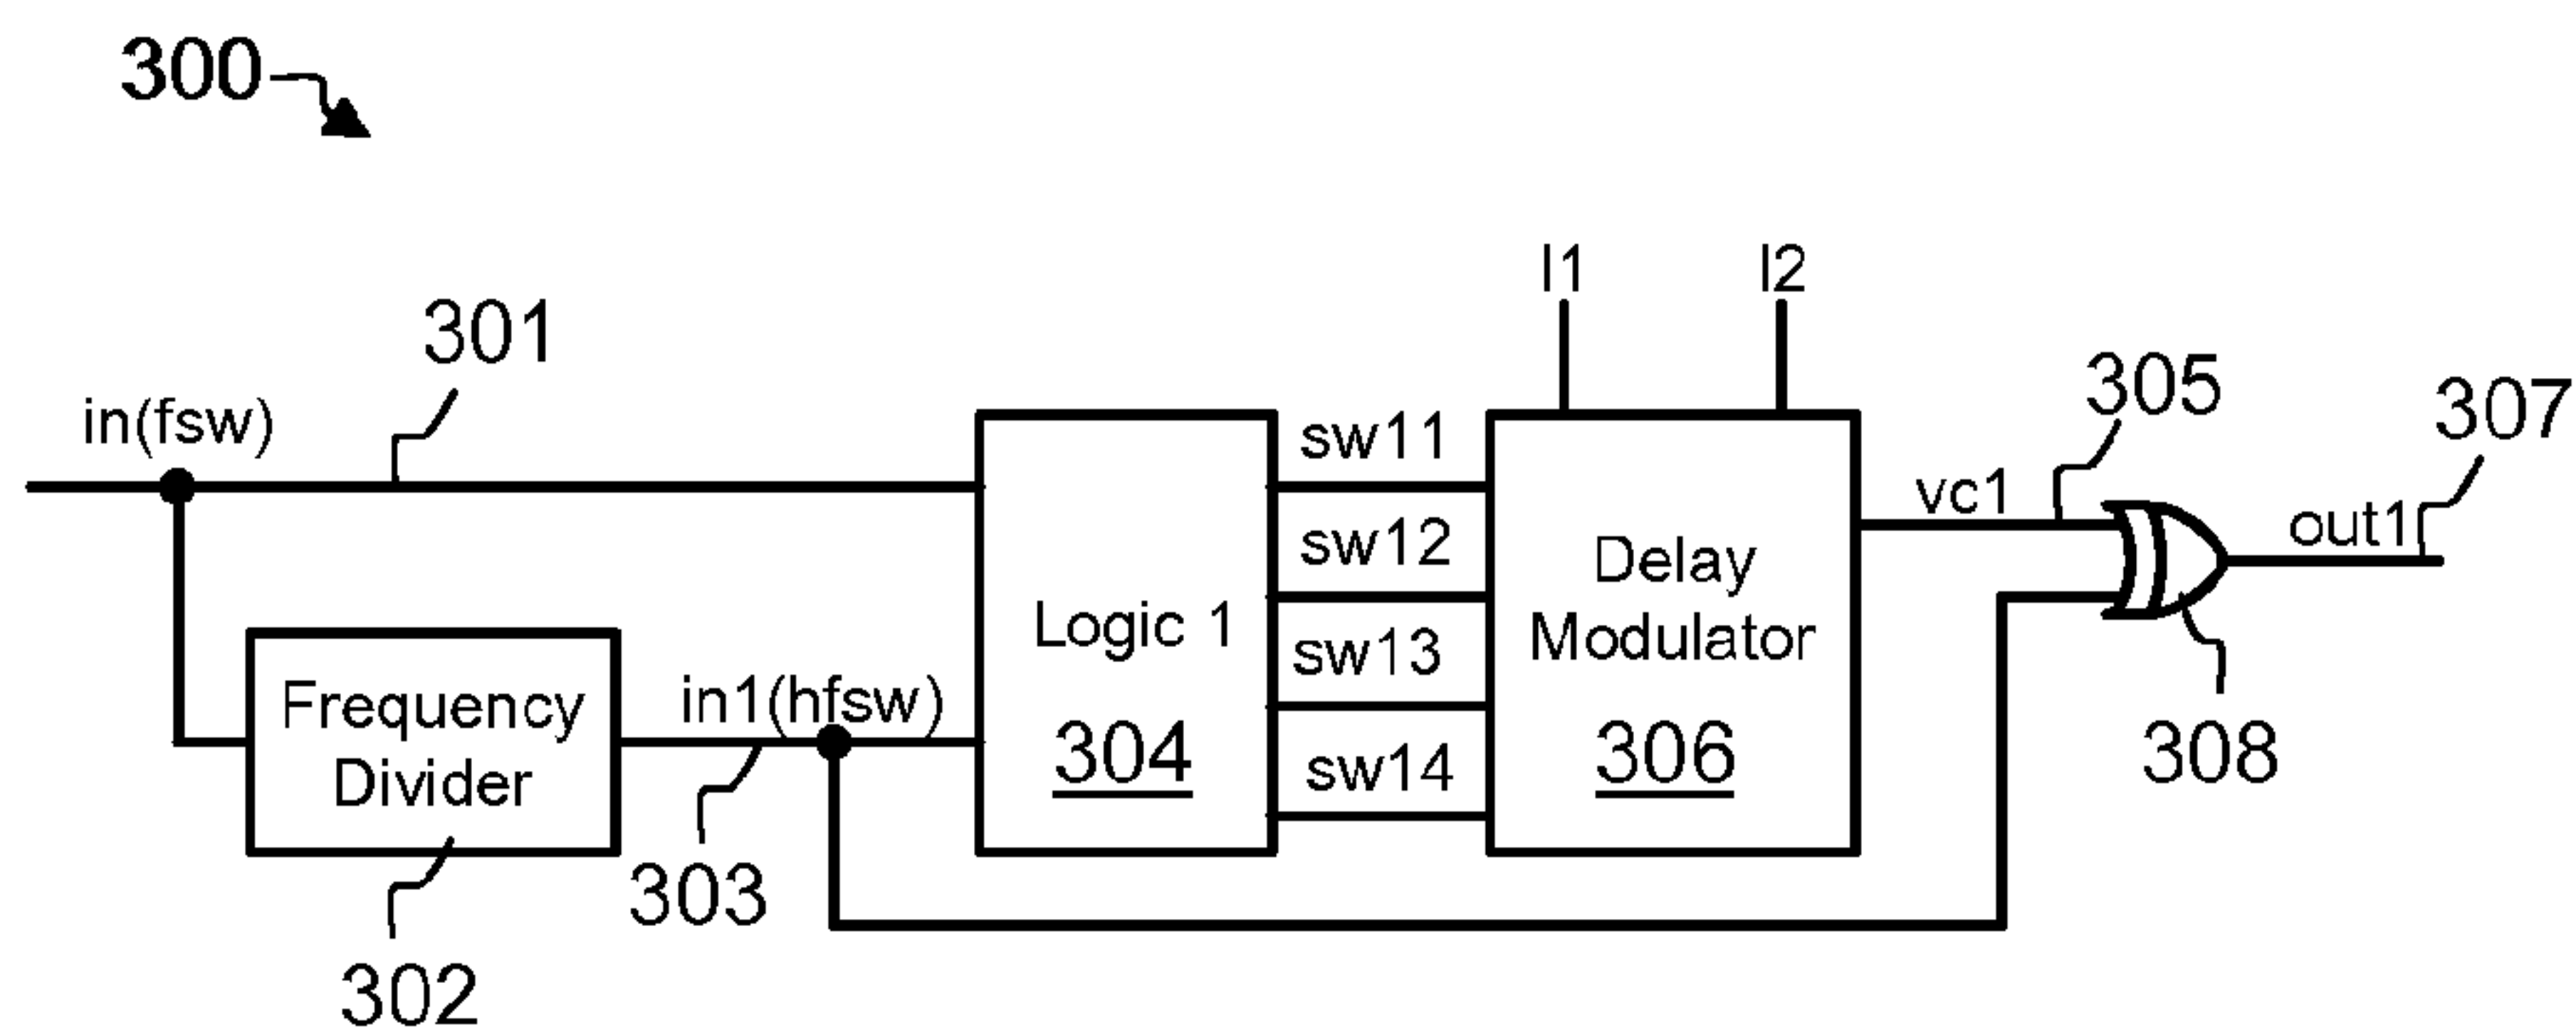 300
I1 I2
301
in(fsw)
sw11
305
307
vc1
out1
sw12
Delay
Modulator
306
Logic 1
304
sw13
sw14
Frequency
Divider
in1(hfsw)
308
303
302